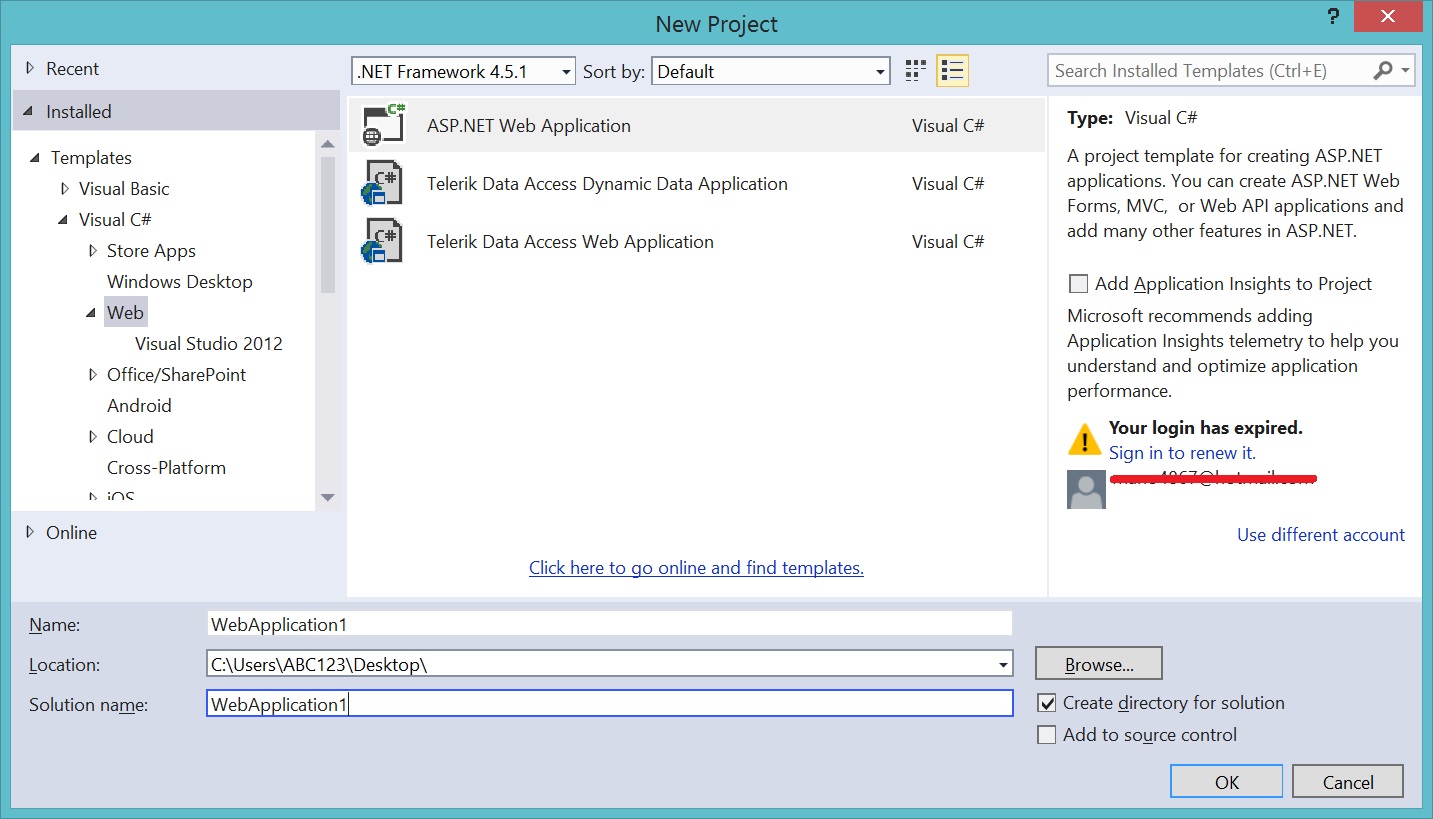 New Project
?
Recent
Installed
Templates
Visual Basic
Visual C#
Store Apps
Windows Desktop
Web
Visual Studio 2012
Office/SharePoint
Android
Cloud
Cross-Platform
iOS
Online
.NET Framework 4.5.1
Sort by:
Default
ASP.NET Web Application
Visual C#
Telerik Data Access Dynamic Data Application
Visual C#
Telerik Data Access Web Application
Visual C#
Click here to go online and find templates.
Search Installed Templates (Ctrl+E)
Type: Visual C#
A project template for creating ASP.NET
applications. You can create ASP.NET Web
Forms, MVC, or Web API applications and
add many other features in ASP.NET.
Add Application Insights to Project
Microsoft recommends adding
Application Insights telemetry to help you
understand and optimize application
performance.
Your login has expired.
Sign in to renew it.
Use different account
Name:
WebApplication1
Location:
C:\Users\ABC123\Desktop\
Browse...
Solution name:
WebApplication1
Create directory for solution
Add to source control
OK
Cancel